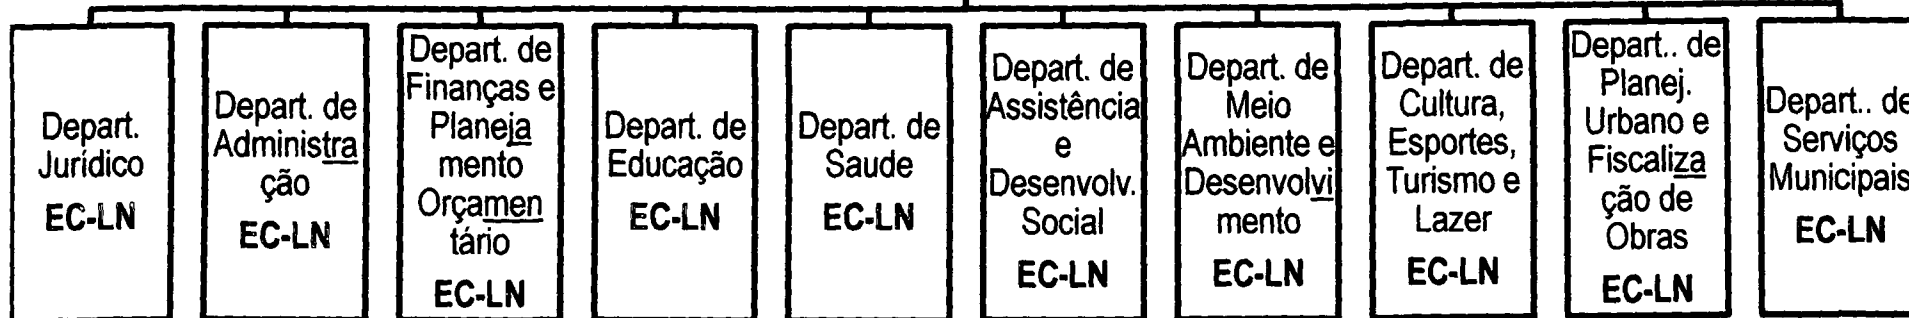 Depart.
Jurídico
EC-LN
Depart. de
Administra
ção
EC-LN
Depart. de
Finanças e
Planeja
mento
Orçamen
tário
EC-LN
Depart. de
Educação
EC-LN
Depart. de
Saude
EC-LN
Depart. de
Assistência
e
Desenvolv.
Social
EC-LN
Depart. de
Meio
Ambiente e
Desenvolvi
mento
EC-LN
Depart. de
Cultura,
Esportes,
Turismo e
Lazer
EC-LN
Depart.. de
Planej.
Urbano e
Fiscaliza
ção de
Obras
EC-LN
Depart.. de
Serviços
Municipais
EC-LN